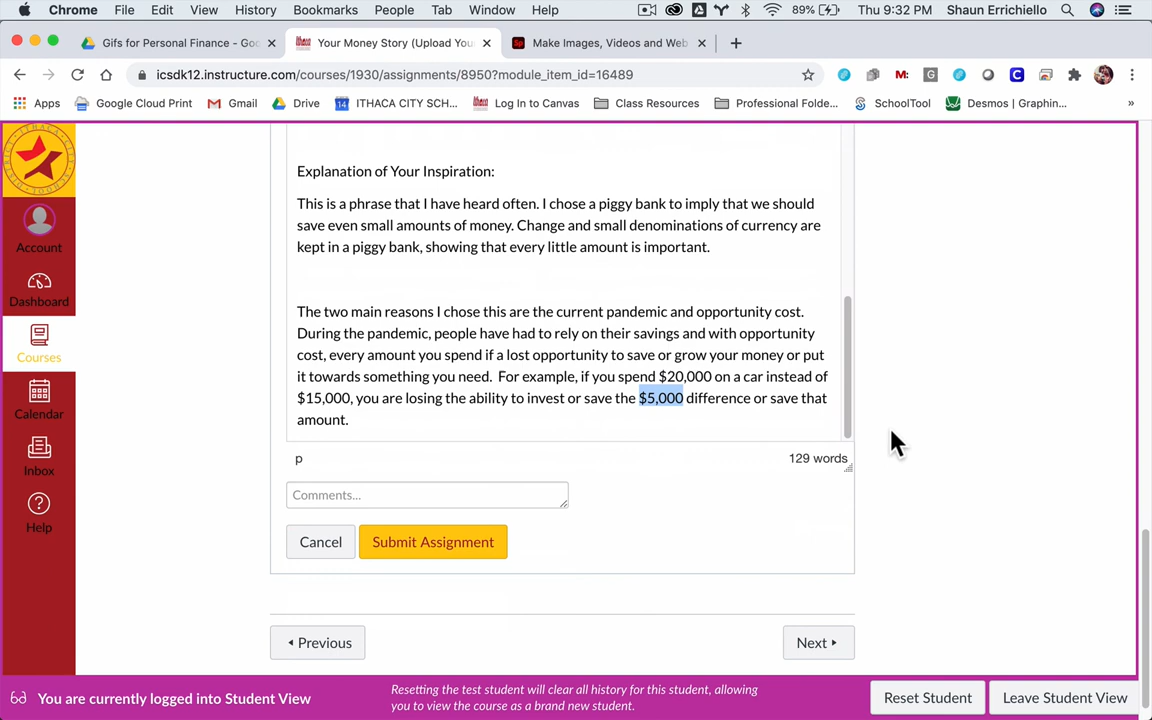 Chrome File Edit View History Bookmarks People Tab Window Help 89% Thu 9:32 PM Shaun Errichiello
Gifs for Personal Finance - Goo
Your Money Story (Upload You
Make Images, Videos and Web
icsdk12.instructure.com/courses/1930/assignments/8950?module_item_id=16489
Apps Google Cloud Print Gmail Drive ITHACA CITY SCH... Log In to Canvas Class Resources Professional Folde... SchoolTool Desmos | Graphin... »
Account
Dashboard
Courses
Calendar
Inbox
Help
Explanation of Your Inspiration:
This is a phrase that I have heard often. I chose a piggy bank to imply that we should
save even small amounts of money. Change and small denominations of currency are
kept in a piggy bank, showing that every little amount is important.
The two main reasons I chose this are the current pandemic and opportunity cost.
During the pandemic, people have had to rely on their savings and with opportunity
cost, every amount you spend if a lost opportunity to save or grow your money or put
it towards something you need. For example, if you spend $20,000 on a car instead of
$15,000, you are losing the ability to invest or save the $5,000 difference or save that
amount.
p 129 words
Comments...
Cancel Submit Assignment
Previous Next
You are currently logged into Student View
Resetting the test student will clear all history for this student, allowing
you to view the course as a brand new student.
Reset Student Leave Student View